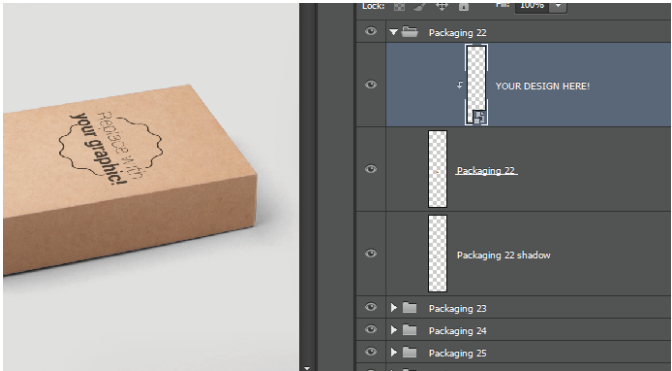 Lock:
Fill: 100%
Packaging 22
YOUR DESIGN HERE!
Packaging 22
Packaging 22 shadow
Packaging 23
Packaging 24
Packaging 25
Replace with
your graphic!